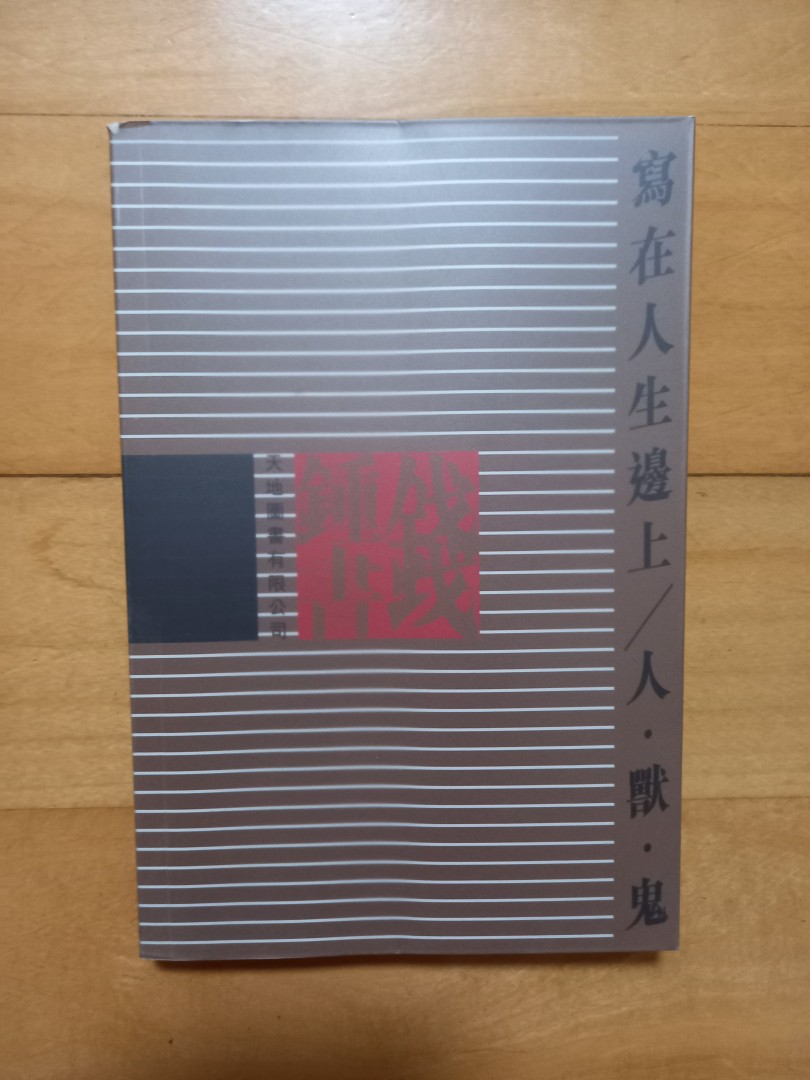 寫在人生邊上／人·獸·鬼
錢
鍾書
天地圖書有限公司